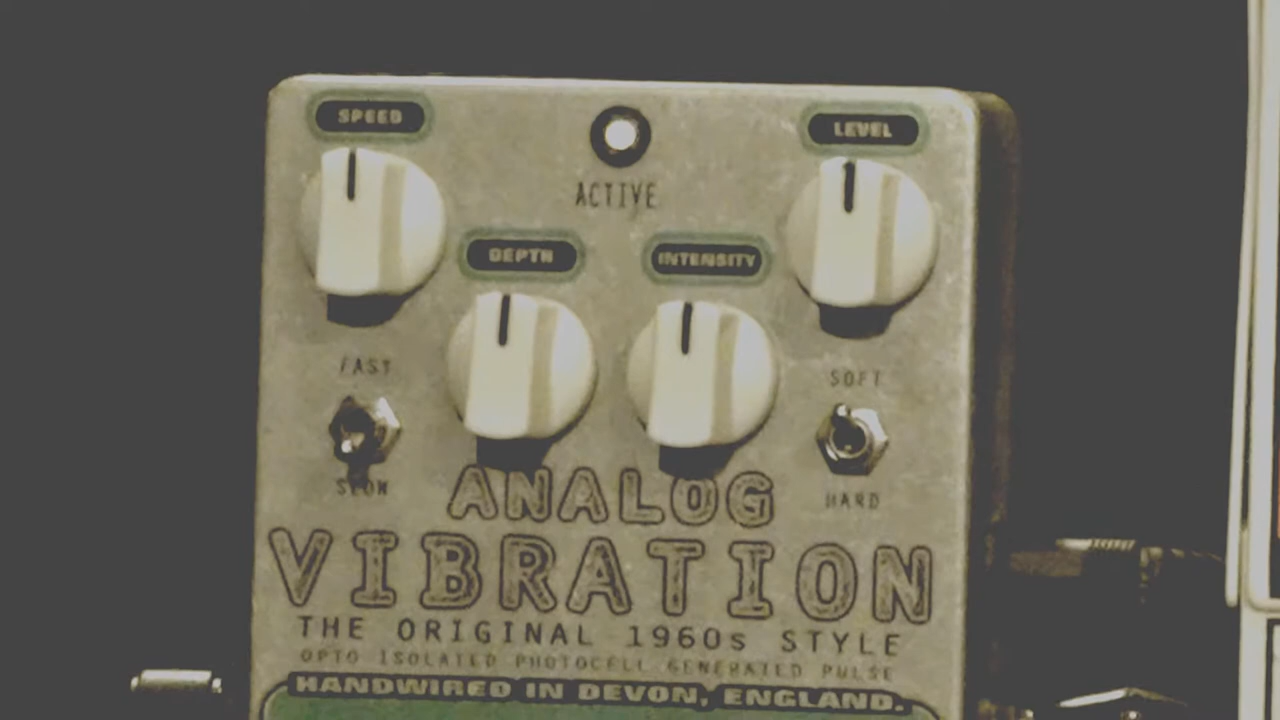 SPEED
LEVEL
ACTIVE
DEPTH
INTENSITY
FAST
SOFT
SLOW
HARD
ANALOG
VIBRATION
THE ORIGINAL 1960s STYLE
OPTO ISOLATED PHOTOCELL GENERATED PULSE
HANDWIRED IN DEVON, ENGLAND.